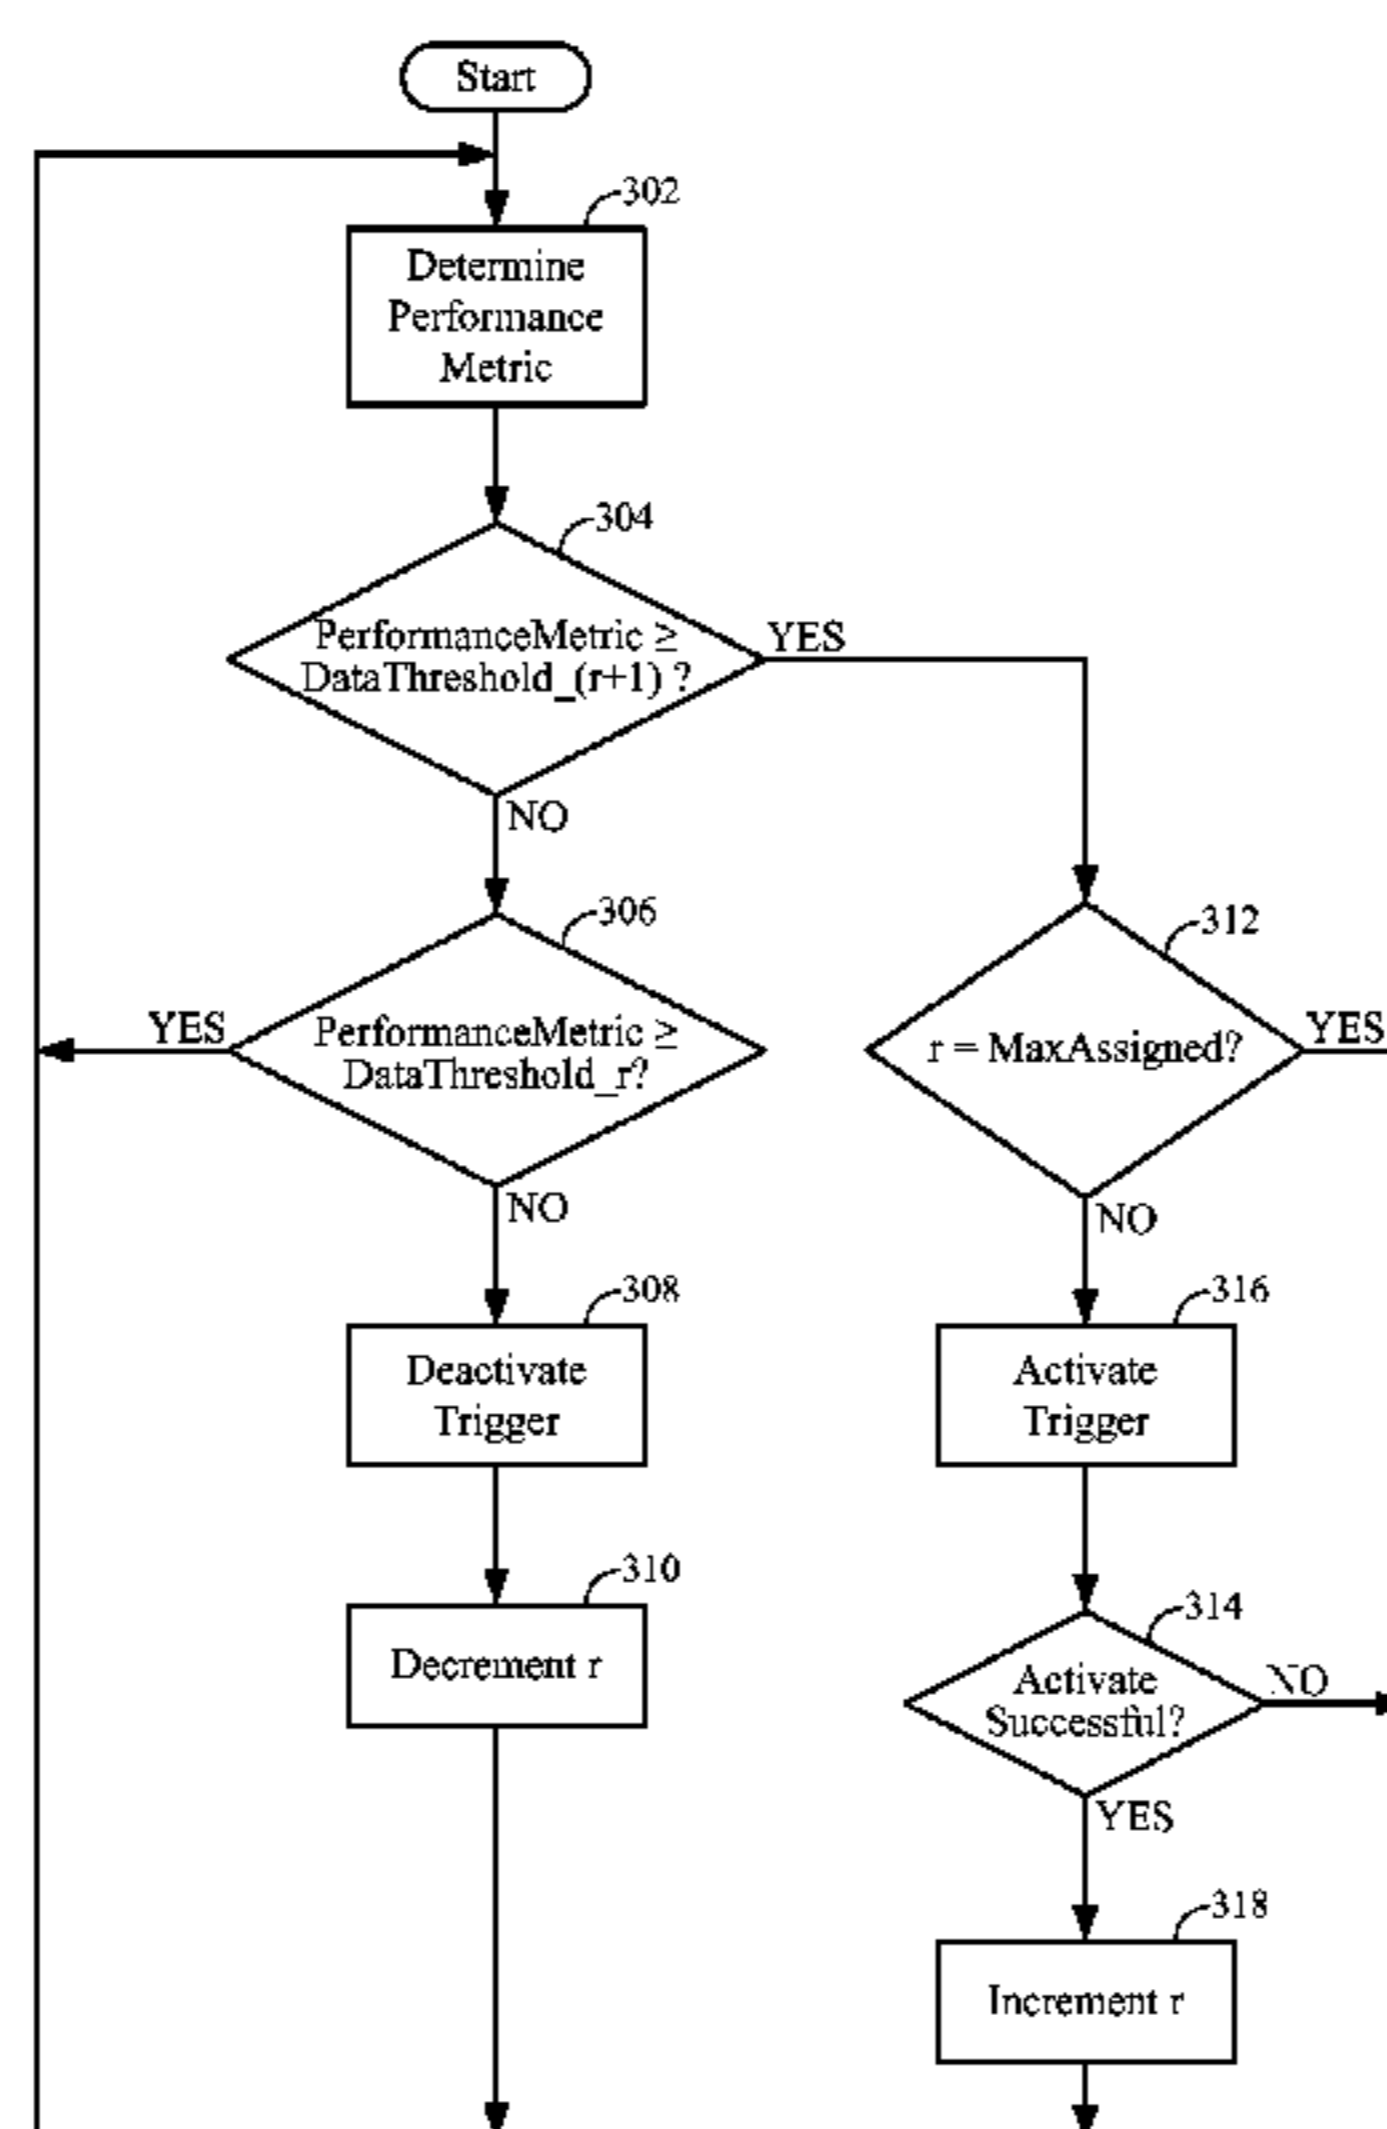 Start
302
Determine
Performance
Metric
304
PerformanceMetric ≥
DataThreshold_(r+1) ?
YES
NO
306
PerformanceMetric ≥
DataThreshold_r?
YES
NO
312
r = MaxAssigned?
YES
NO
308
Deactivate
Trigger
316
Activate
Trigger
310
Decrement r
314
Activate
Successful?
NO
YES
318
Increment r